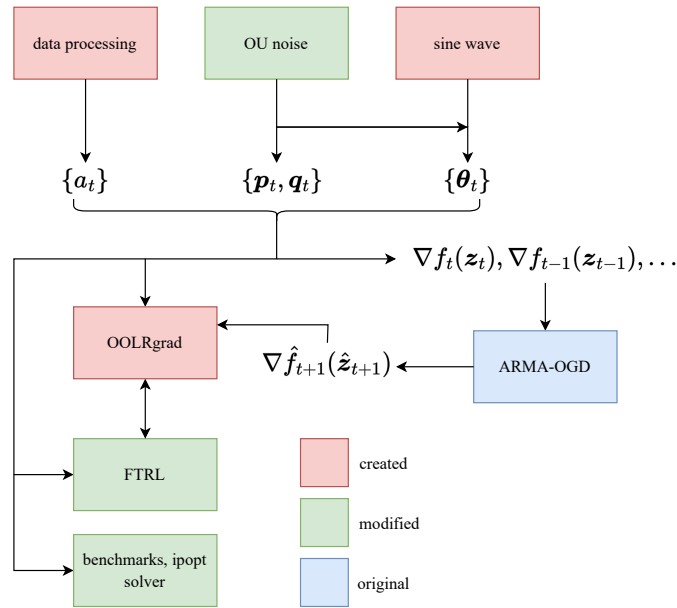 data processing
OU noise
sine wave
{a_t}
{𝒑_t, 𝒒_t}
{𝜽_t}
∇f_t(𝒛_t), ∇f_{t−1}(𝒛_{t−1}), …
OOLRgrad
∇f̂_{t+1}(𝒛̂_{t+1})
ARMA-OGD
FTRL
created
modified
benchmarks, ipopt
solver
original